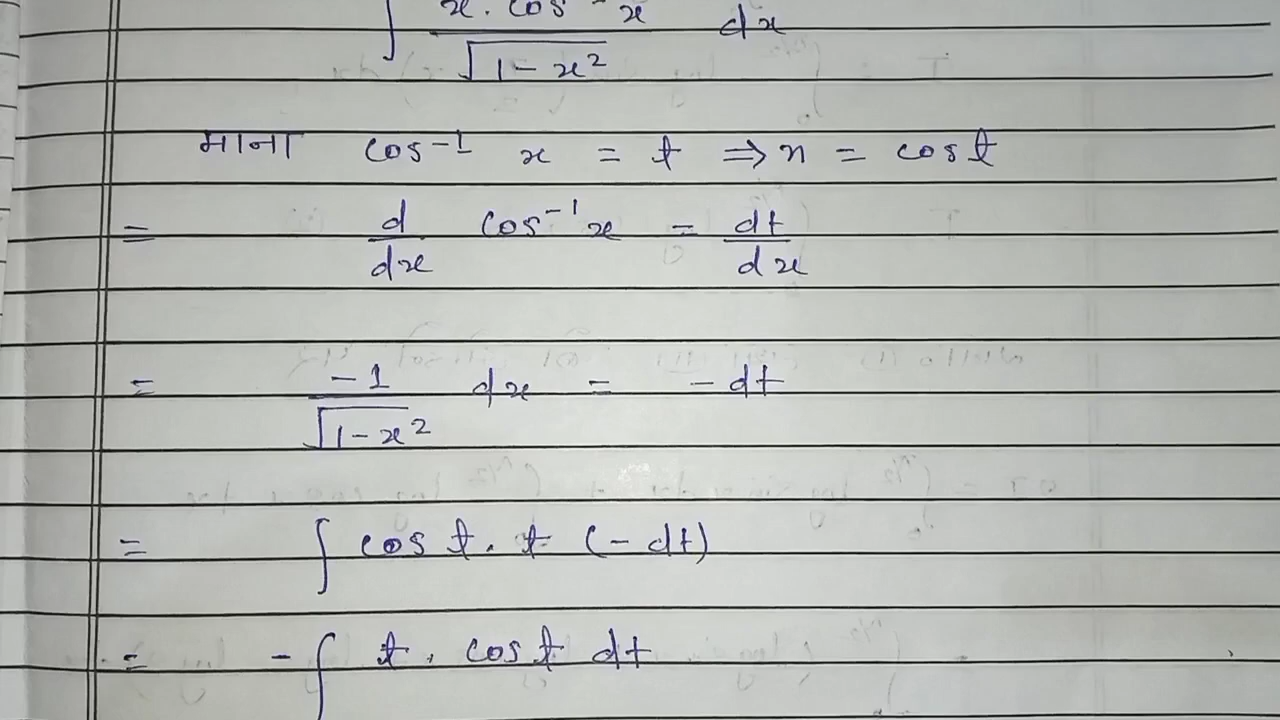 ∫ x. cos⁻¹ x / √1-x² dx
माना cos-1 x = t ⇒ n = cos t
= d/dx cos⁻¹x = dt/dx
= -1/√1-x² dx = -dt
= ∫ cos t. t (-dt)
= -∫ t. cos t dt